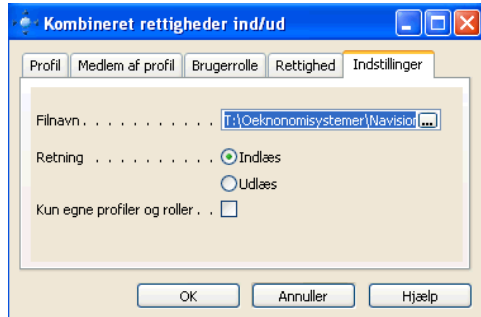 Kombineret rettigheder ind/ud
Profil Medlem af profil Brugerrolle Rettighed Indstillinger
Filnavn . . . . . . . . . . . T:\Oeknonomisystemer\Navision ...
Retning . . . . . . . . . . Indlæs
Udlæs
Kun egne profiler og roller . .
OK Annuller Hjælp